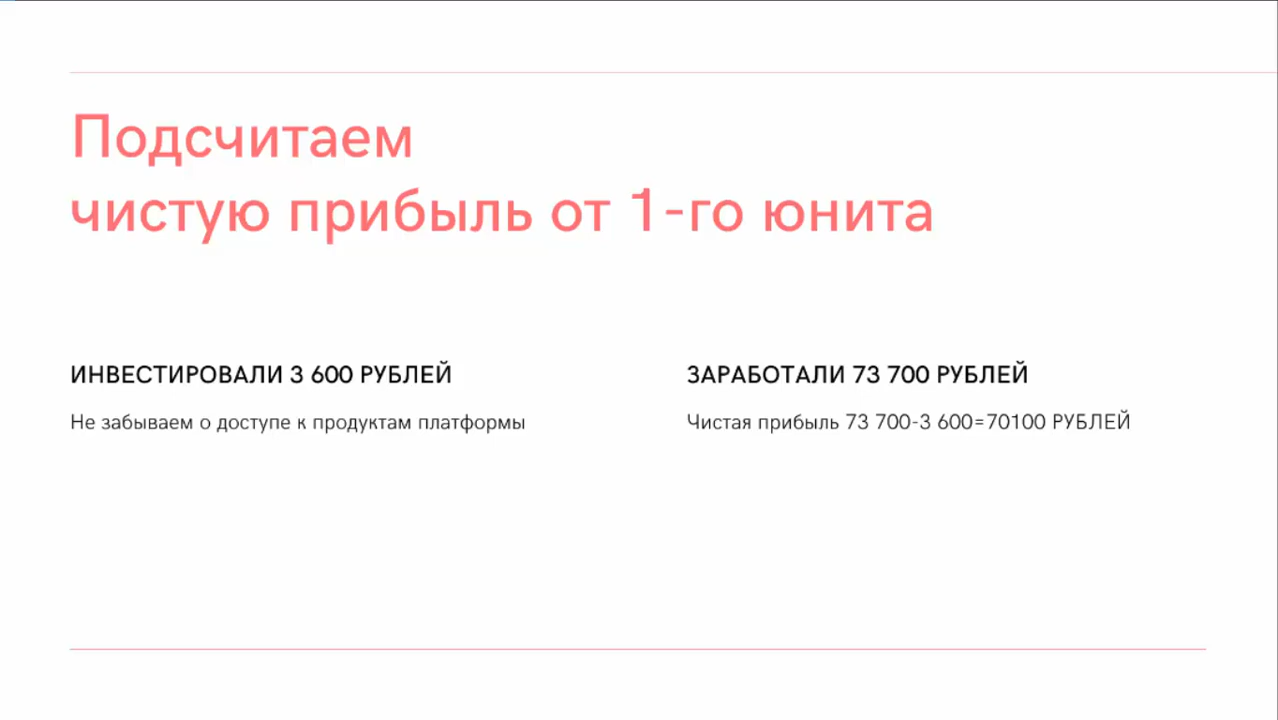 Подсчитаем
чистую прибыль от 1-го юнита
ИНВЕСТИРОВАЛИ 3 600 РУБЛЕЙ
Не забываем о доступе к продуктам платформы
ЗАРАБОТАЛИ 73 700 РУБЛЕЙ
Чистая прибыль 73 700-3 600=70100 РУБЛЕЙ